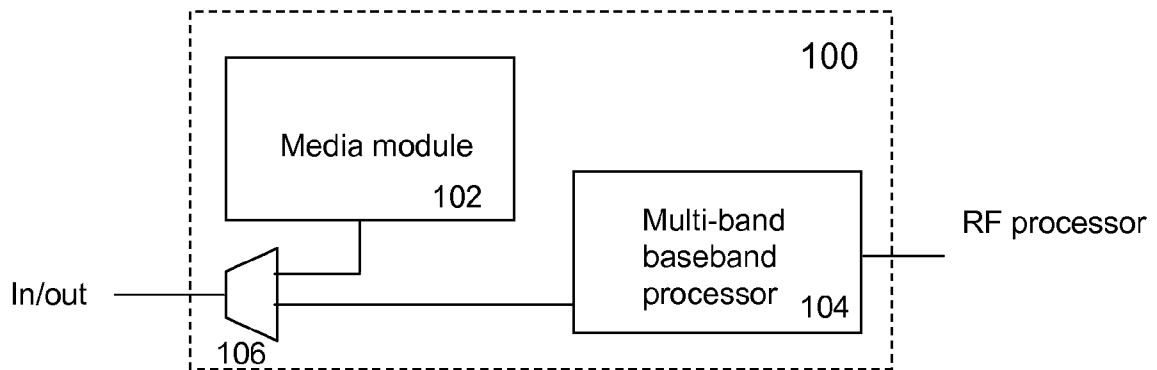 100
Media module
102
Multi-band
baseband
processor
104
RF processor
In/out
106